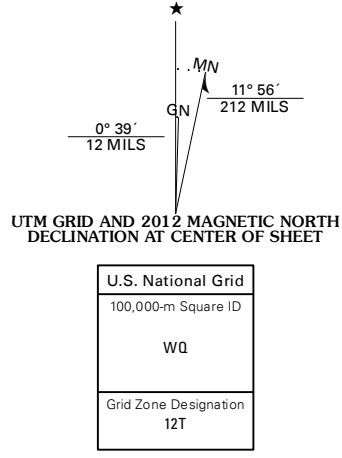 MN
GN
11° 56´
212 MILS
0° 39´
12 MILS
UTM GRID AND 2012 MAGNETIC NORTH
DECLINATION AT CENTER OF SHEET
U.S. National Grid
100,000-m Square ID
WQ
Grid Zone Designation
12T